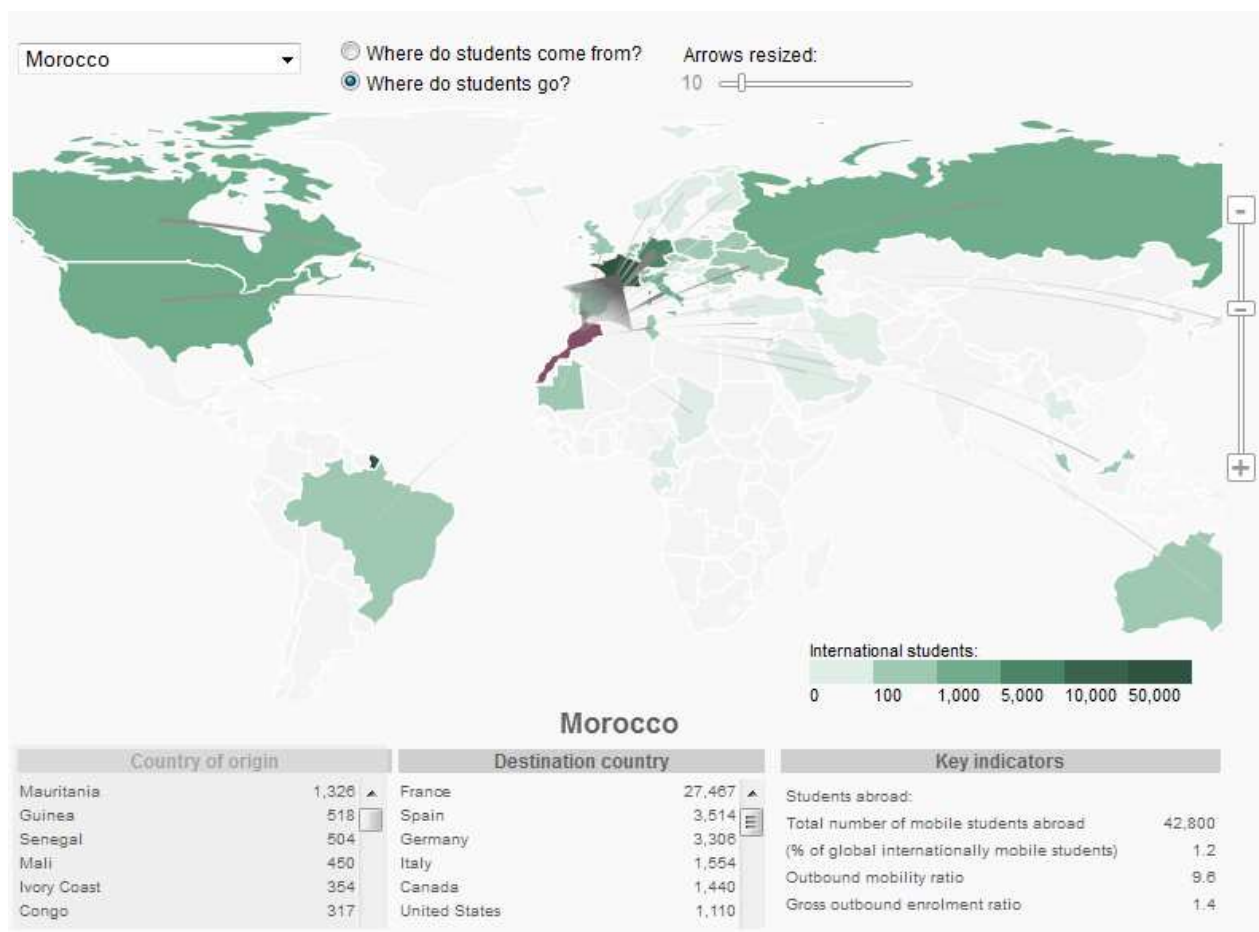 Morocco
Where do students come from?
Where do students go?
Arrows resized:
10
International students:
0 100 1,000 5,000 10,000 50,000
Morocco
Country of origin
Mauritania 1,326
Guinea 518
Senegal 504
Mali 450
Ivory Coast 354
Congo 317
Destination country
France 27,467
Spain 3,514
Germany 3,306
Italy 1,554
Canada 1,440
United States 1,110
Key indicators
Students abroad:
Total number of mobile students abroad 42,800
(% of global internationally mobile students) 1.2
Outbound mobility ratio 9.6
Gross outbound enrolment ratio 1.4